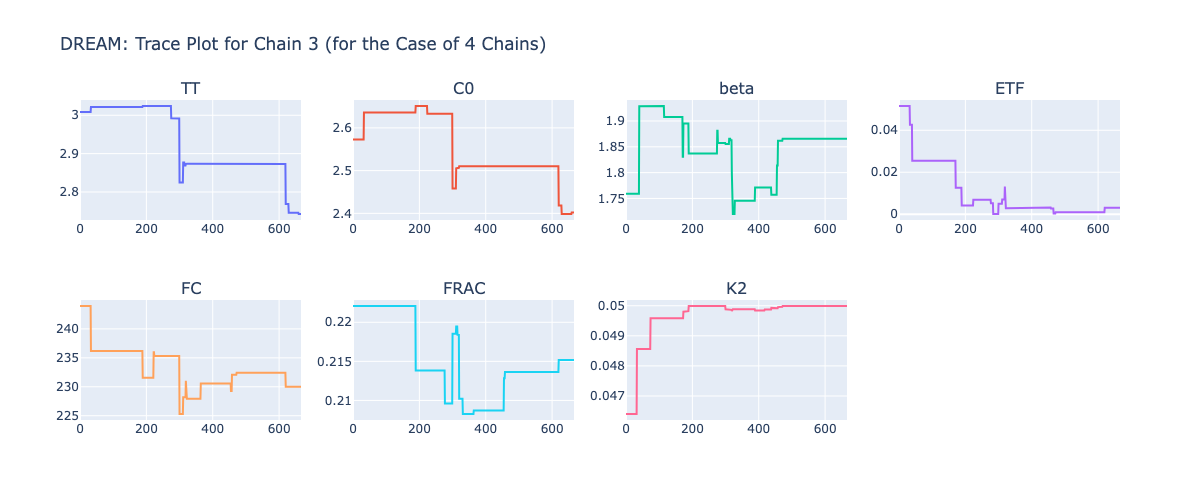 DREAM: Trace Plot for Chain 3 (for the Case of 4 Chains)
TT
C0
beta
ETF
3
2.9
2.8
0 200 400 600
2.6
2.5
2.4
0 200 400 600
1.9
1.85
1.8
1.75
0 200 400 600
0.04
0.02
0
0 200 400 600
FC
FRAC
K2
240
235
230
225
0 200 400 600
0.22
0.215
0.21
0 200 400 600
0.05
0.049
0.048
0.047
0 200 400 600